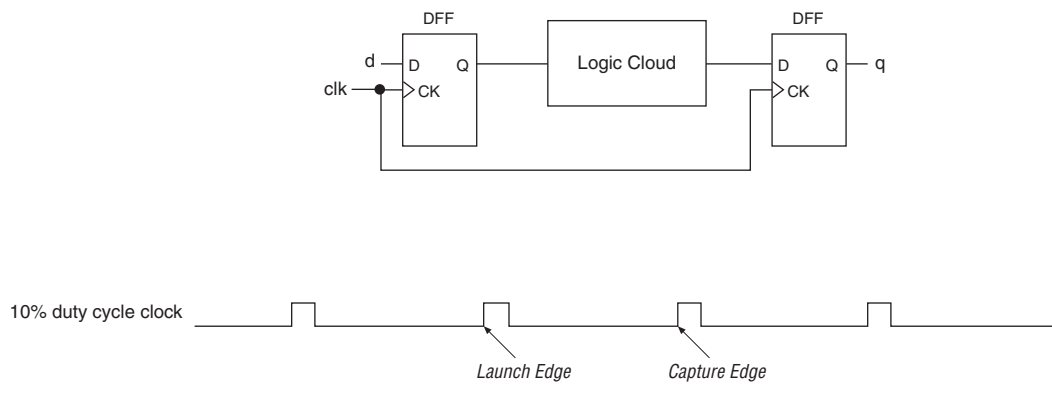 DFF
DFF
d
D
Q
Logic Cloud
D
Q
q
clk
CK
CK
10% duty cycle clock
Launch Edge
Capture Edge